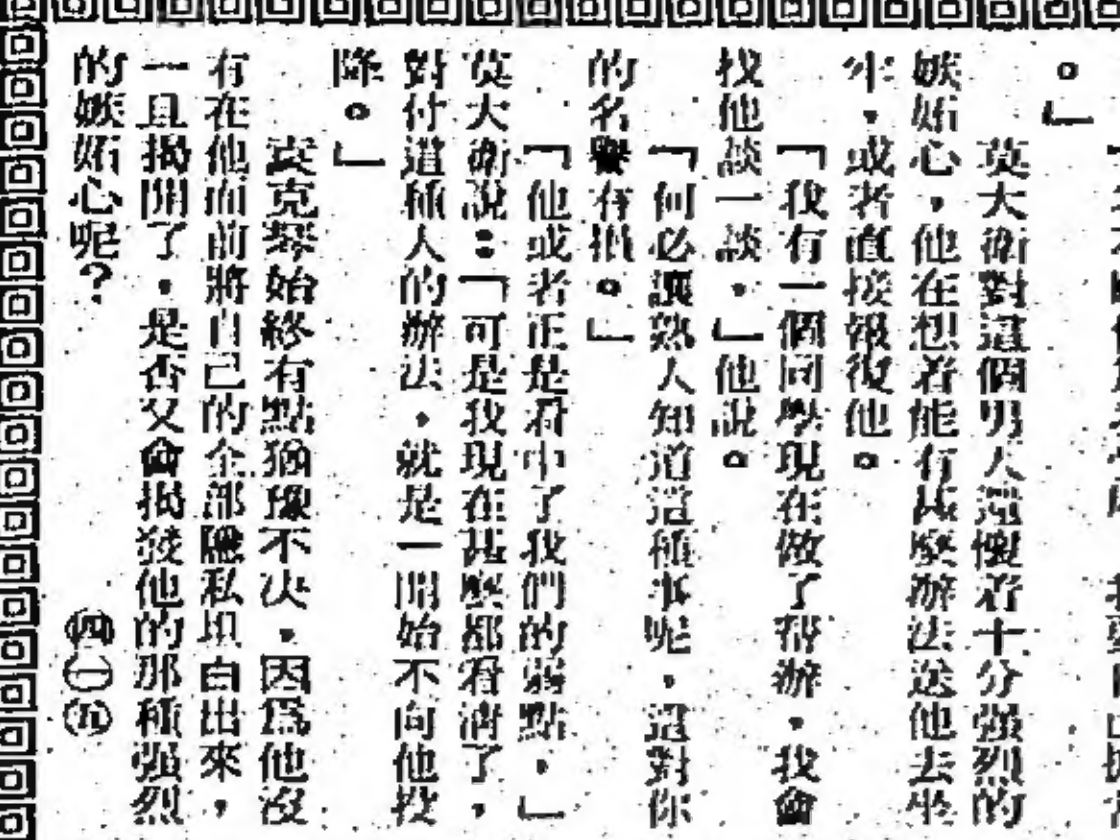 。」
莫大衛對這個男人還懷着十分強烈的
嫉妬心，他在想着能有甚麼辦法送他去坐
牢，或者直接報復他。
「我有一個同學現在做了幇辦，我會
找他談一談，」他說。
「何必讓熟人知道這種事呢，這對你
的名譽有損。」
「他或者正是看中了我們的弱點，」
莫大衛說：「可是我現在甚麼都看清了，
對付這種人的辦法，就是一開始不向他投
降。」
袁克琴始終有點猶豫不決，因爲他沒
有在他面前將自己的全部隱私坦白出來，
一旦揭開了，是否又會揭發他的那種強烈
的嫉妬心呢？
㊃㊀㊄